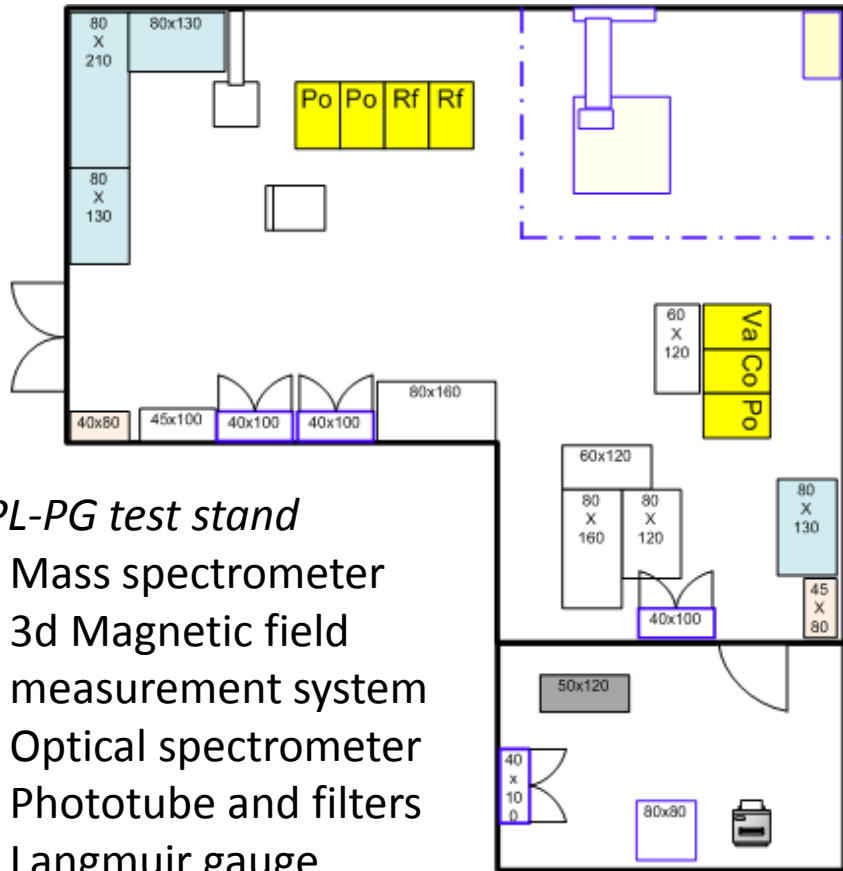 80
X
210
80x130
Po Po Rf Rf
80
X
130
60
X
120
Va Co Po
80x160
40x80
45x100
40x100
40x100
60x120
80
X
160
80
X
120
80
X
130
40x100
45
X
80
PL-PG test stand
Mass spectrometer
3d Magnetic field
measurement system
Optical spectrometer
Phototube and filters
Langmuir gauge
50x120
40
x
10
0
80x80